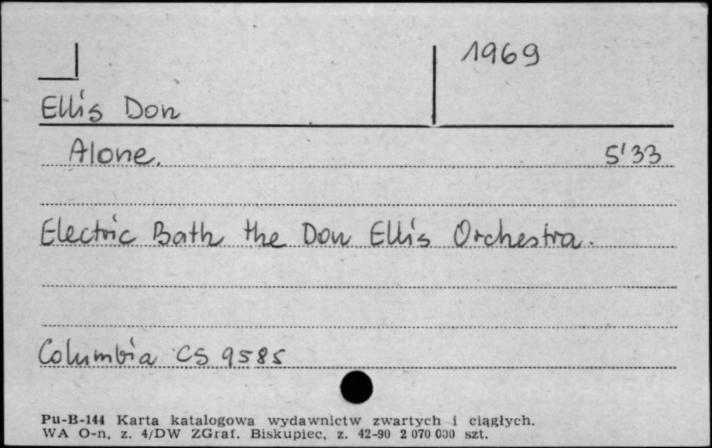 1969
Ellis Don
Alone. 5'33
Electric Bath the Don Ellis Orchestra.
Columbia CS 9585
Pu-B-144 Karta katalogowa wydawnictw zwartych i ciągłych.
WA O-n, z. 4/DW ZGraf. Biskupiec, z. 42-90 2 070 000 szt.